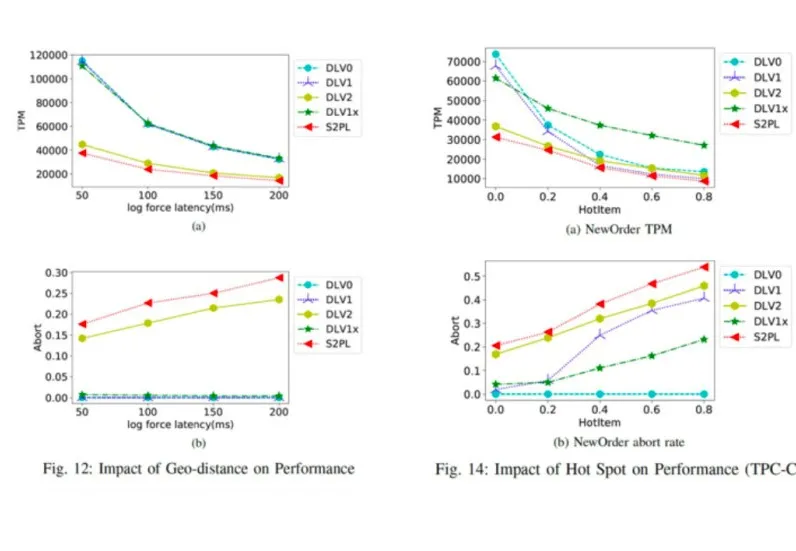 120000
100000
80000
60000
40000
20000
TPM
50 100 150 200
log force latency(ms)
(a)
DLV0
DLV1
DLV2
DLV1x
S2PL
0.30
0.25
0.20
0.15
0.10
0.05
0.00
Abort
50 100 150 200
log force latency(ms)
(b)
DLV0
DLV1
DLV2
DLV1x
S2PL
Fig. 12: Impact of Geo-distance on Performance
70000
60000
50000
40000
30000
20000
10000
TPM
0.0 0.2 0.4 0.6 0.8
HotItem
(a) NewOrder TPM
DLV0
DLV1
DLV2
DLV1x
S2PL
0.5
0.4
0.3
0.2
0.1
0.0
Abort
0.0 0.2 0.4 0.6 0.8
HotItem
(b) NewOrder abort rate
DLV0
DLV1
DLV2
DLV1x
S2PL
Fig. 14: Impact of Hot Spot on Performance (TPC-C